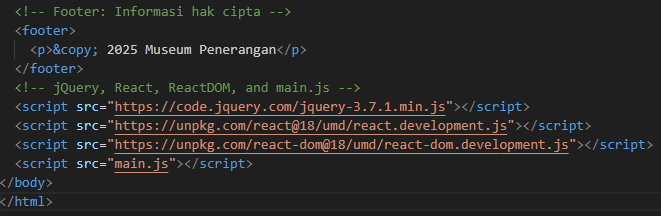 <!-- Footer: Informasi hak cipta -->
<footer>
<p>&copy; 2025 Museum Penerangan</p>
</footer>
<!-- jQuery, React, ReactDOM, and main.js -->
<script src="https://code.jquery.com/jquery-3.7.1.min.js"></script>
<script src="https://unpkg.com/react@18/umd/react.development.js"></script>
<script src="https://unpkg.com/react-dom@18/umd/react-dom.development.js"></script>
<script src="main.js"></script>
</body>
</html>